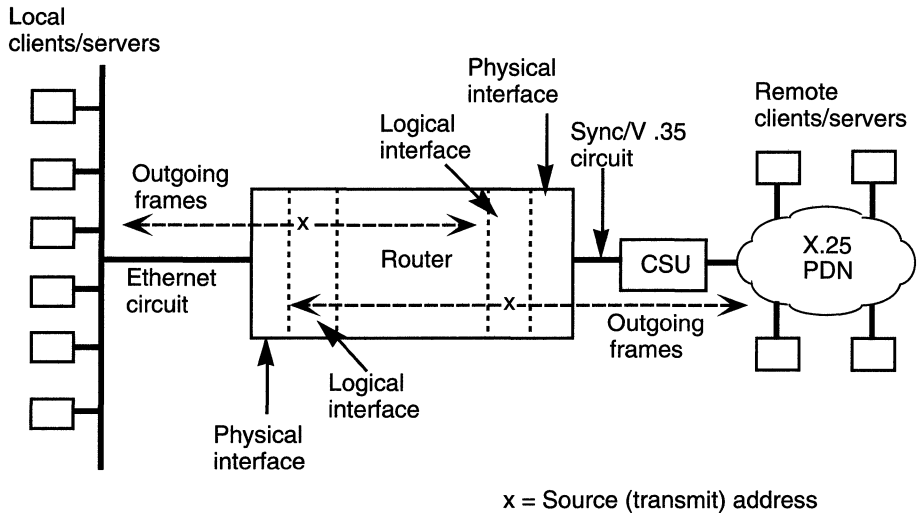 Local
clients/servers
Physical
interface
Logical
interface
Sync/V .35
circuit
Remote
clients/servers
Outgoing
frames
x
Router
Ethernet
circuit
CSU
X.25
PDN
x
Outgoing
frames
Logical
interface
Physical
interface
x = Source (transmit) address